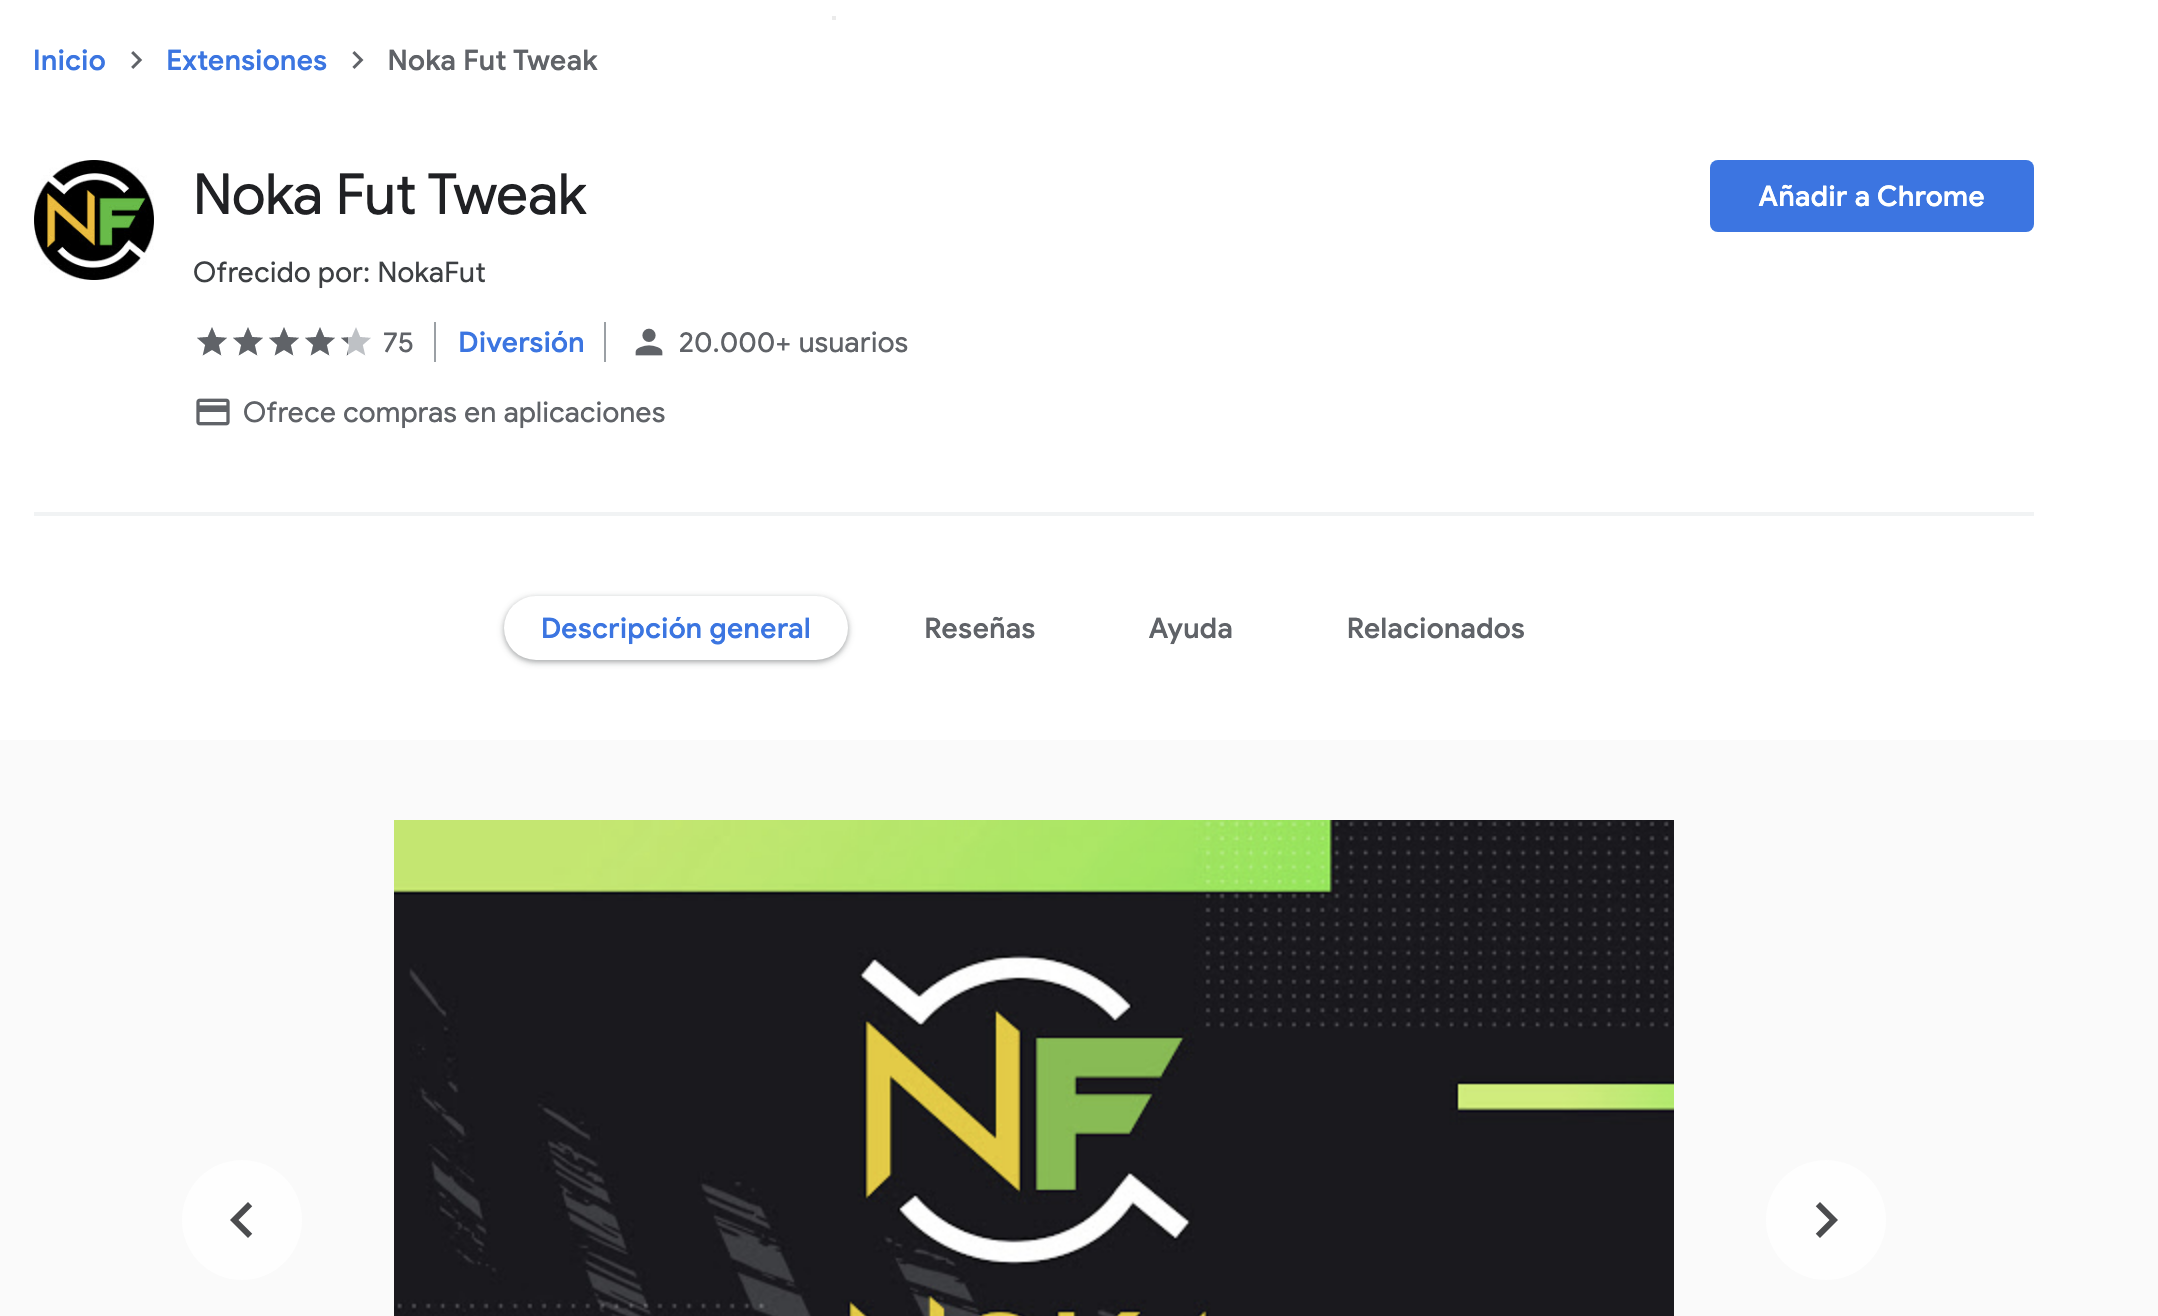 Inicio > Extensiones > Noka Fut Tweak
NF
Noka Fut Tweak
Añadir a Chrome
Ofrecido por: NokaFut
75 | Diversión | 20.000+ usuarios
Ofrece compras en aplicaciones
Descripción general Reseñas Ayuda Relacionados
NF